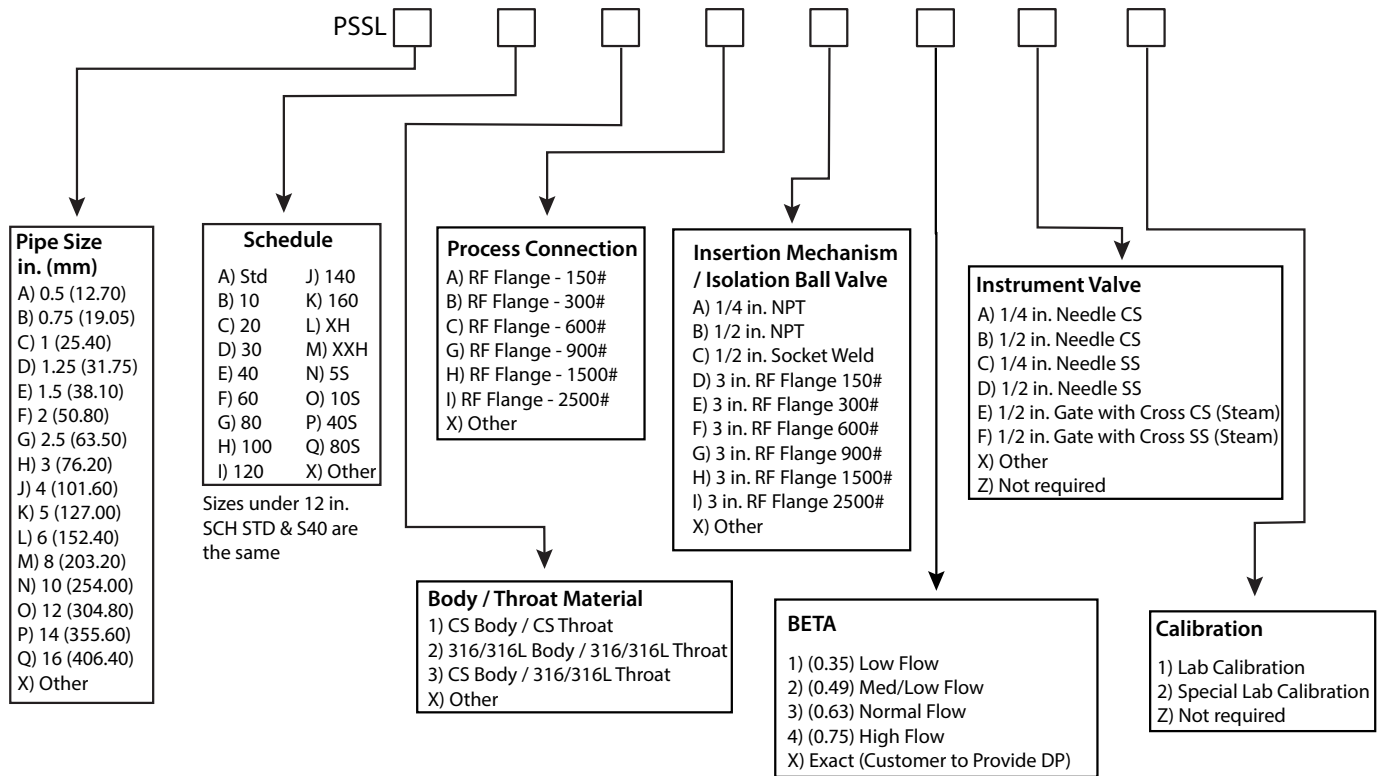 PSSL
Pipe Size
in. (mm)
A) 0.5 (12.70)
B) 0.75 (19.05)
C) 1 (25.40)
D) 1.25 (31.75)
E) 1.5 (38.10)
F) 2 (50.80)
G) 2.5 (63.50)
H) 3 (76.20)
J) 4 (101.60)
K) 5 (127.00)
L) 6 (152.40)
M) 8 (203.20)
N) 10 (254.00)
O) 12 (304.80)
P) 14 (355.60)
Q) 16 (406.40)
X) Other
Schedule
A) Std
B) 10
C) 20
D) 30
E) 40
F) 60
G) 80
H) 100
I) 120
J) 140
K) 160
L) XH
M) XXH
N) 5S
O) 10S
P) 40S
Q) 80S
X) Other
Sizes under 12 in.
SCH STD & S40 are
the same
Body / Throat Material
1) CS Body / CS Throat
2) 316/316L Body / 316/316L Throat
3) CS Body / 316/316L Throat
X) Other
Process Connection
A) RF Flange - 150#
B) RF Flange - 300#
C) RF Flange - 600#
G) RF Flange - 900#
H) RF Flange - 1500#
I) RF Flange - 2500#
X) Other
Insertion Mechanism
/ Isolation Ball Valve
A) 1/4 in. NPT
B) 1/2 in. NPT
C) 1/2 in. Socket Weld
D) 3 in. RF Flange 150#
E) 3 in. RF Flange 300#
F) 3 in. RF Flange 600#
G) 3 in. RF Flange 900#
H) 3 in. RF Flange 1500#
I) 3 in. RF Flange 2500#
X) Other
BETA
1) (0.35) Low Flow
2) (0.49) Med/Low Flow
3) (0.63) Normal Flow
4) (0.75) High Flow
X) Exact (Customer to Provide DP)
Instrument Valve
A) 1/4 in. Needle CS
B) 1/2 in. Needle CS
C) 1/4 in. Needle SS
D) 1/2 in. Needle SS
E) 1/2 in. Gate with Cross CS (Steam)
F) 1/2 in. Gate with Cross SS (Steam)
X) Other
Z) Not required
Calibration
1) Lab Calibration
2) Special Lab Calibration
Z) Not required